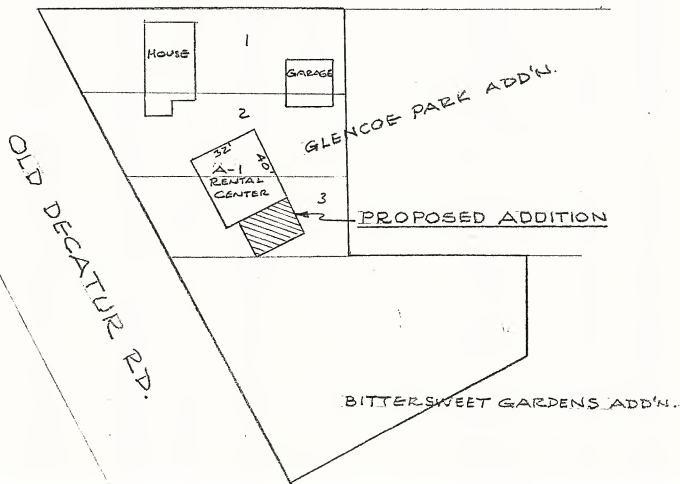 HOUSE
1
GARAGE
GLENCOE PARK ADD'N.
2
32'
40'
A-1
RENTAL
CENTER
3
PROPOSED ADDITION
OLD DECATUR RD.
BITTERSWEET GARDENS ADD'N.